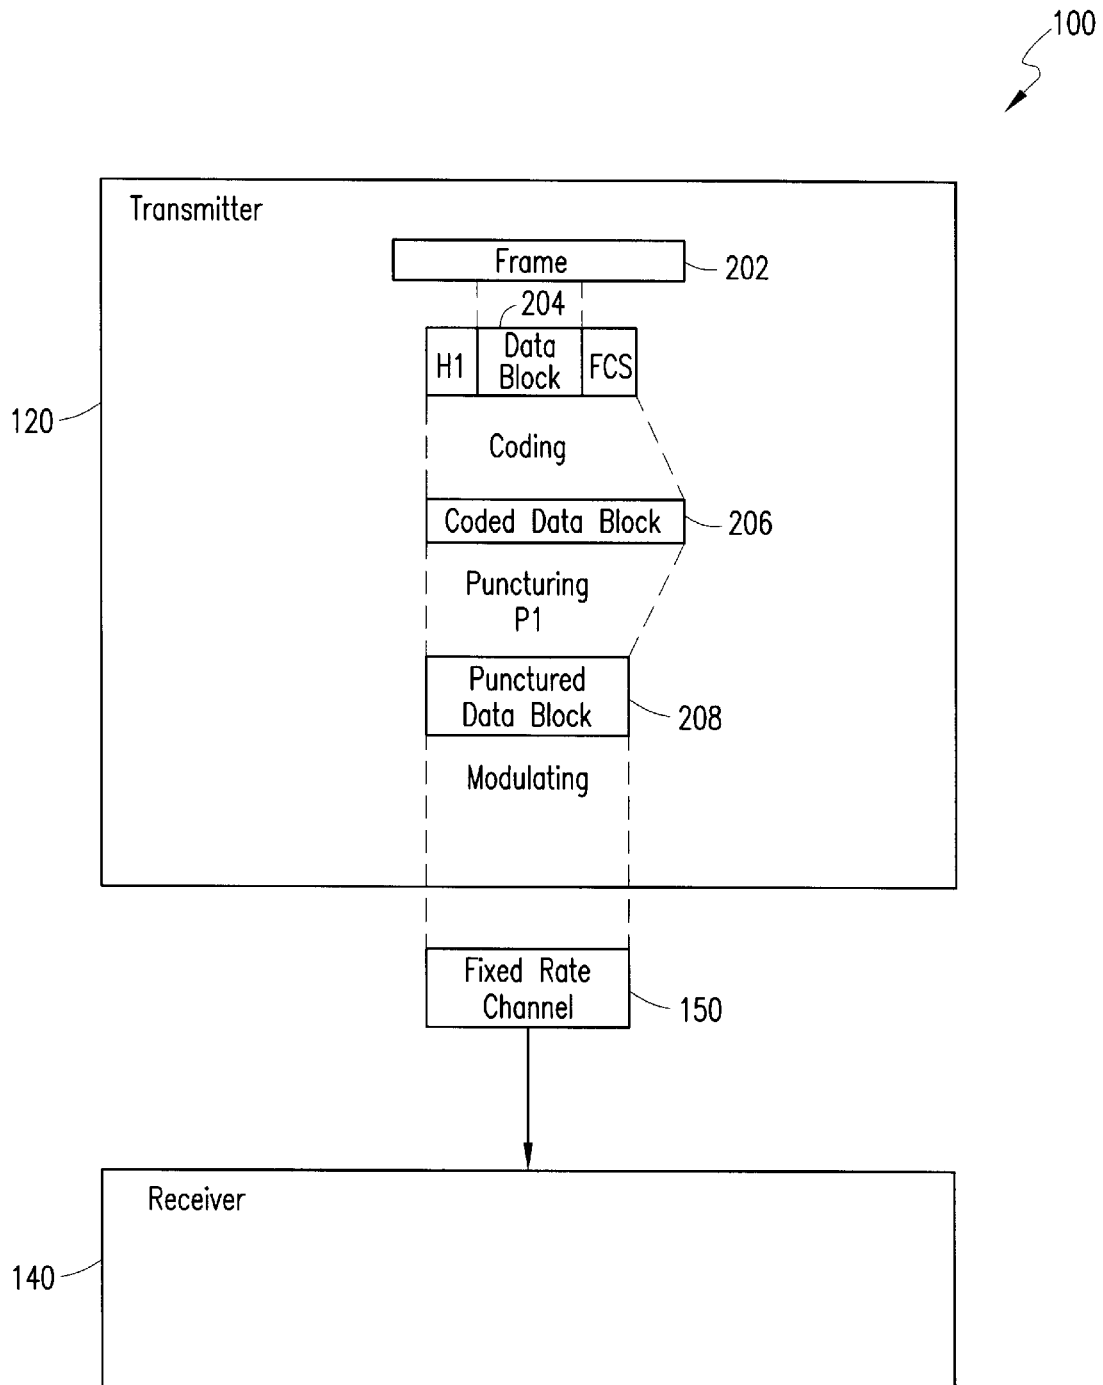 100
Transmitter
Frame
202
204
H1
Data
Block
FCS
120
Coding
Coded Data Block
206
Puncturing
P1
Punctured
Data Block
208
Modulating
Fixed Rate
Channel
150
Receiver
140